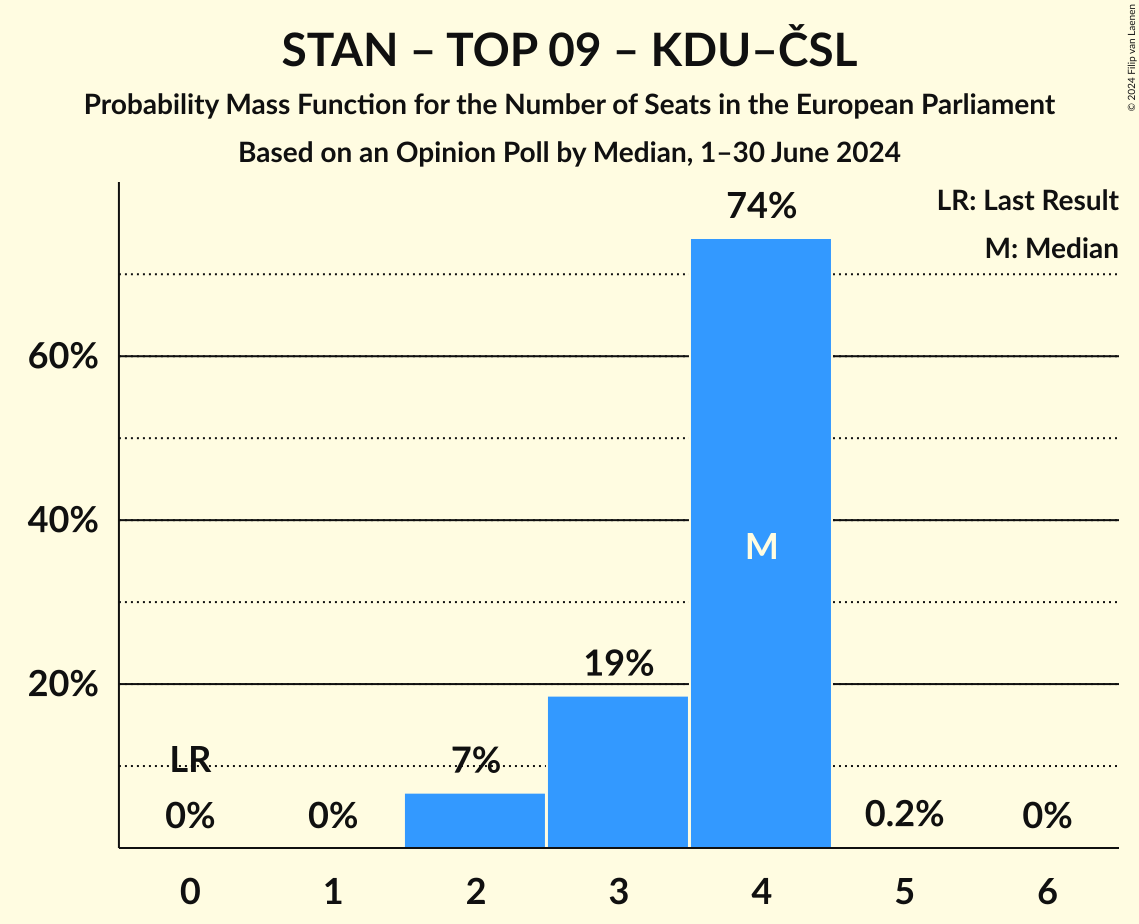 STAN – TOP 09 – KDU–ČSL
Probability Mass Function for the Number of Seats in the European Parliament
Based on an Opinion Poll by Median, 1–30 June 2024
© 2024 Filip van Laenen
LR: Last Result
M: Median
74%
60%
40%
M
19%
20%
LR
7%
0%
0%
0.2%
0%
0 1 2 3 4 5 6